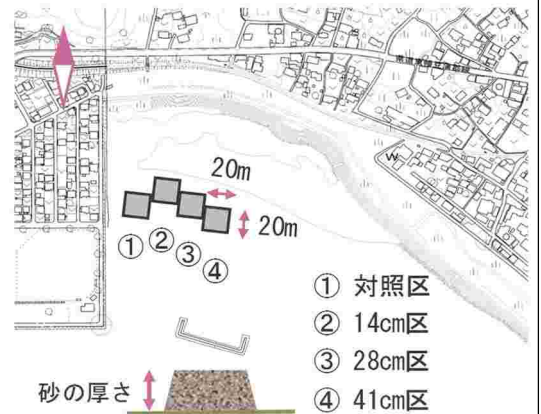 20m
20m
①
②
③
④
① 対照区
② 14cm区
③ 28cm区
④ 41cm区
砂の厚さ